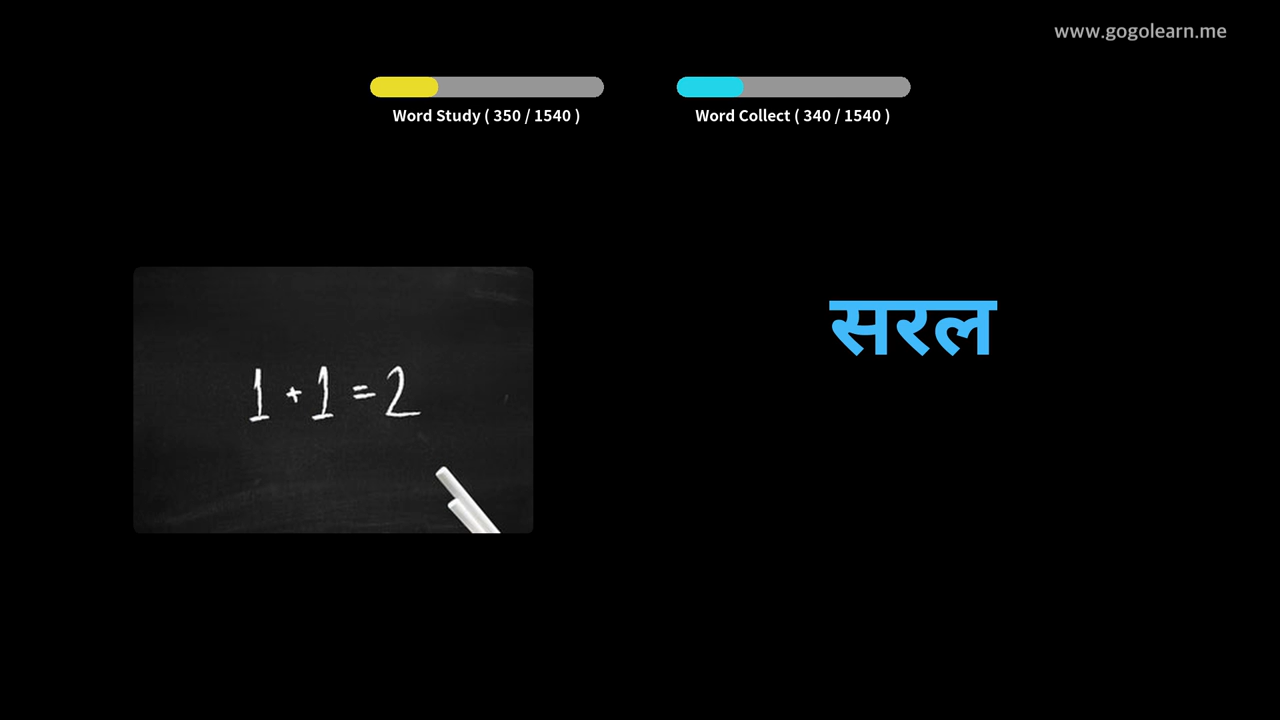 www.gogolearn.me
Word Study ( 350 / 1540 )
Word Collect ( 340 / 1540 )
1 + 1 = 2
सरल